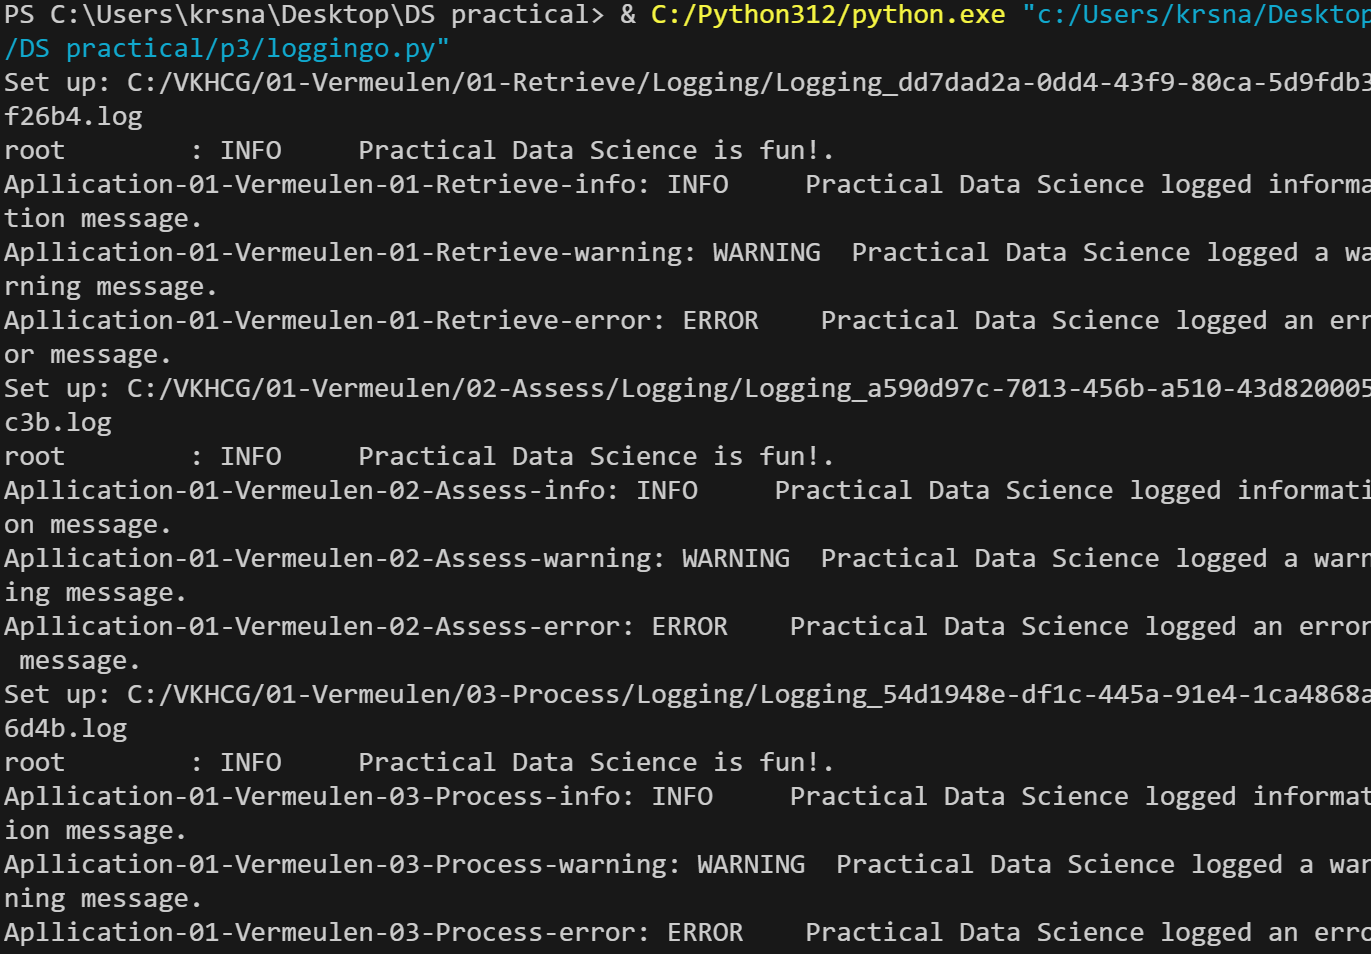 PS C:\Users\krsna\Desktop\DS practical> & C:/Python312/python.exe "c:/Users/krsna/Desktop
/DS practical/p3/loggingo.py"
Set up: C:/VKHCG/01-Vermeulen/01-Retrieve/Logging/Logging_dd7dad2a-0dd4-43f9-80ca-5d9fdb3
f26b4.log
root        : INFO     Practical Data Science is fun!.
Apllication-01-Vermeulen-01-Retrieve-info: INFO     Practical Data Science logged informa
tion message.
Apllication-01-Vermeulen-01-Retrieve-warning: WARNING  Practical Data Science logged a wa
rning message.
Apllication-01-Vermeulen-01-Retrieve-error: ERROR    Practical Data Science logged an err
or message.
Set up: C:/VKHCG/01-Vermeulen/02-Assess/Logging/Logging_a590d97c-7013-456b-a510-43d820005
c3b.log
root        : INFO     Practical Data Science is fun!.
Apllication-01-Vermeulen-02-Assess-info: INFO     Practical Data Science logged informati
on message.
Apllication-01-Vermeulen-02-Assess-warning: WARNING  Practical Data Science logged a warn
ing message.
Apllication-01-Vermeulen-02-Assess-error: ERROR    Practical Data Science logged an error
 message.
Set up: C:/VKHCG/01-Vermeulen/03-Process/Logging/Logging_54d1948e-df1c-445a-91e4-1ca4868a
6d4b.log
root        : INFO     Practical Data Science is fun!.
Apllication-01-Vermeulen-03-Process-info: INFO     Practical Data Science logged informat
ion message.
Apllication-01-Vermeulen-03-Process-warning: WARNING  Practical Data Science logged a war
ning message.
Apllication-01-Vermeulen-03-Process-error: ERROR    Practical Data Science logged an erro